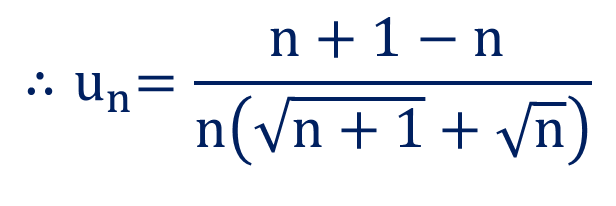 ∴ uₙ= (n + 1 − n) / (n(√(n + 1) + √n))